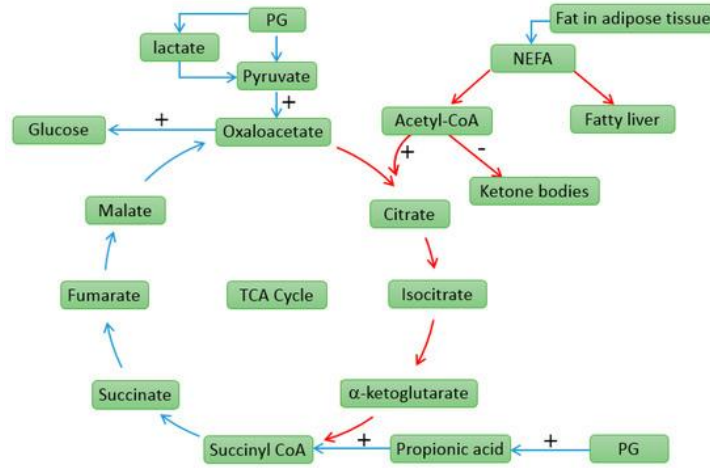 PG
Fat in adipose tissue
lactate
NEFA
Pyruvate
+
Glucose
+
Oxaloacetate
Acetyl-CoA
Fatty liver
+
-
Ketone bodies
Malate
Citrate
Fumarate
TCA Cycle
Isocitrate
Succinate
α-ketoglutarate
Succinyl CoA
+
Propionic acid
+
PG